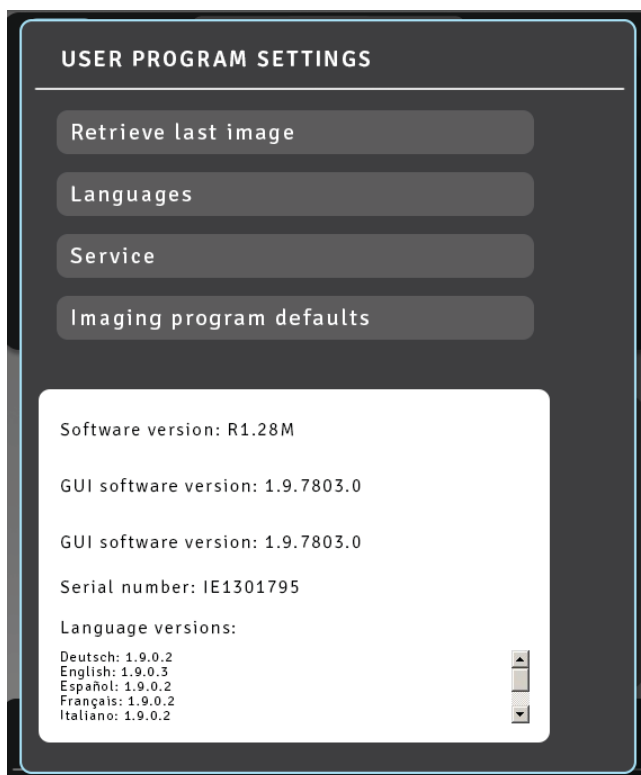 USER PROGRAM SETTINGS
Retrieve last image
Languages
Service
Imaging program defaults
Software version: R1.28M
GUI software version: 1.9.7803.0
GUI software version: 1.9.7803.0
Serial number: IE1301795
Language versions:
Deutsch: 1.9.0.2
English: 1.9.0.3
Español: 1.9.0.2
Français: 1.9.0.2
Italiano: 1.9.0.2